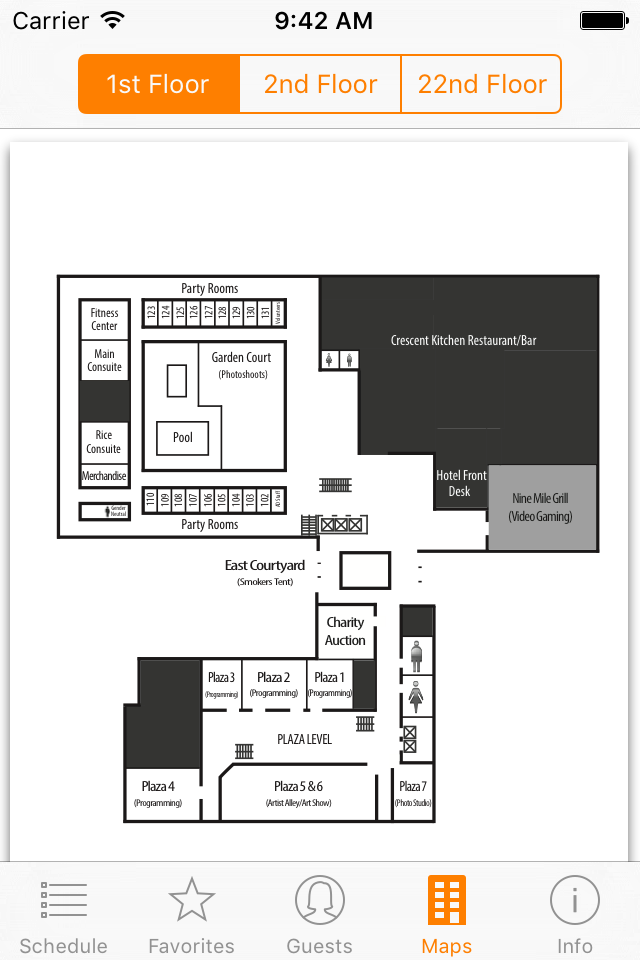 Carrier 9:42 AM
1st Floor 2nd Floor 22nd Floor
Party Rooms
123 124 125 126 127 128 129 130 131 Volunteers
Fitness
Center
Main
Consuite
Rice
Consuite
Merchandise
Gender
Neutral
Garden Court
(Photoshoots)
Pool
Crescent Kitchen Restaurant/Bar
Hotel Front
Desk
Nine Mile Grill
(Video Gaming)
110 109 108 107 106 105 104 103 102
Party Rooms
East Courtyard
(Smokers Tent)
Charity
Auction
Plaza 3
(Programming)
Plaza 2
(Programming)
Plaza 1
(Programming)
PLAZA LEVEL
Plaza 4
(Programming)
Plaza 5 & 6
(Artist Alley/Art Show)
Plaza 7
(Photo Studio)
Schedule Favorites Guests Maps Info